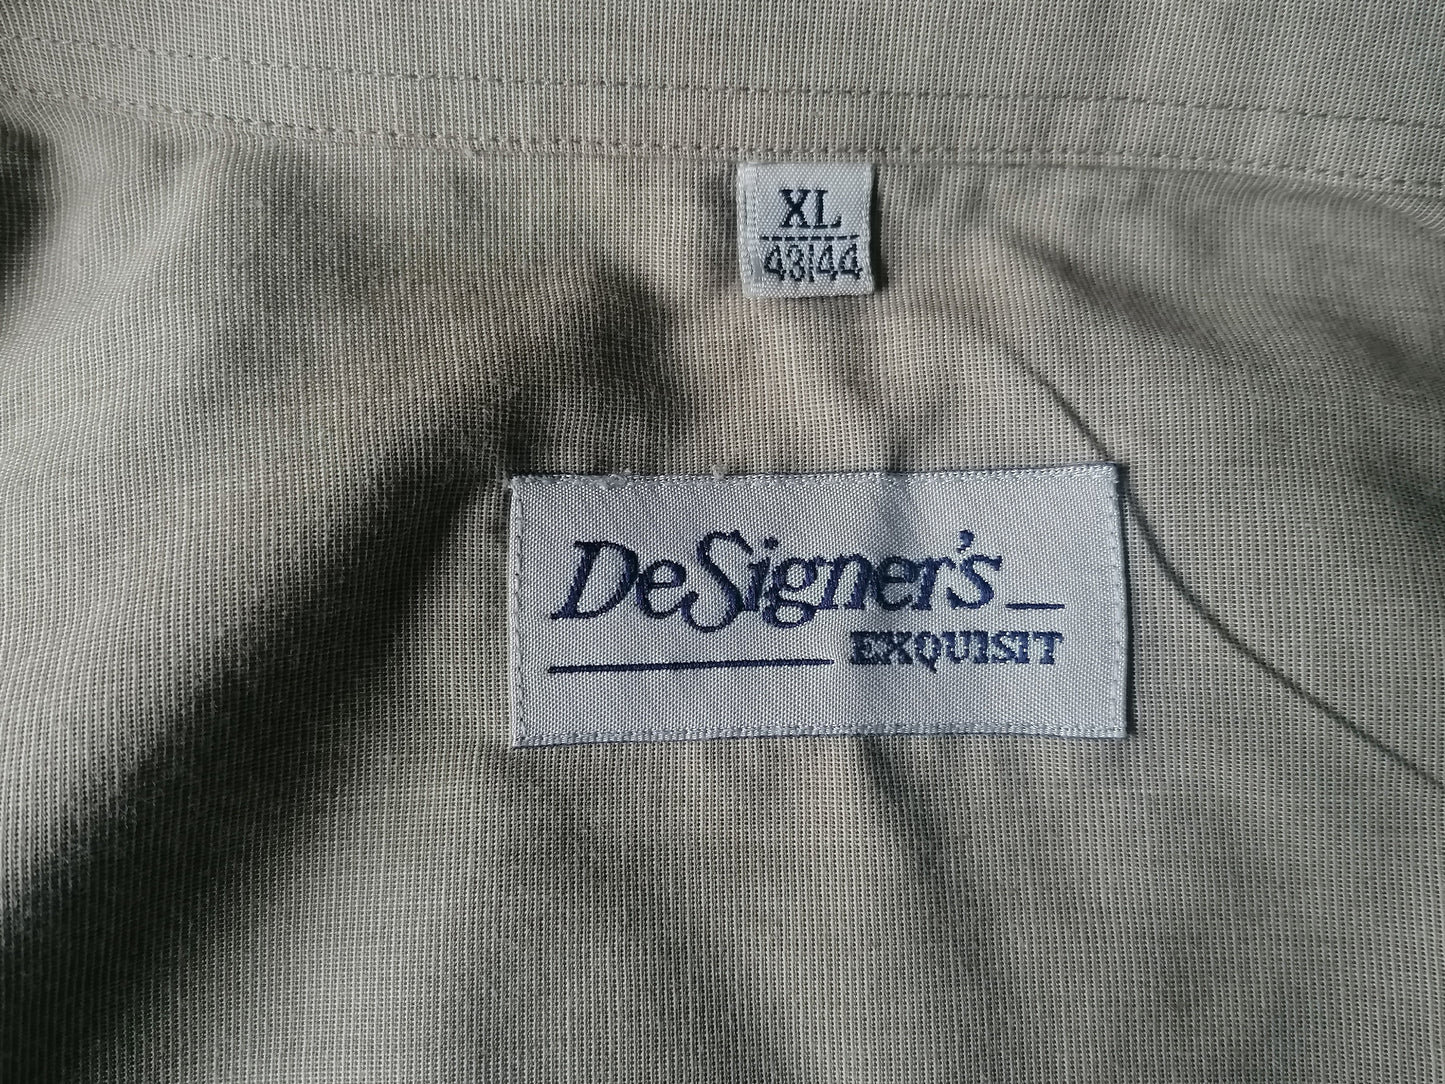 XL
43/44
DeSigner's
EXQUISIT